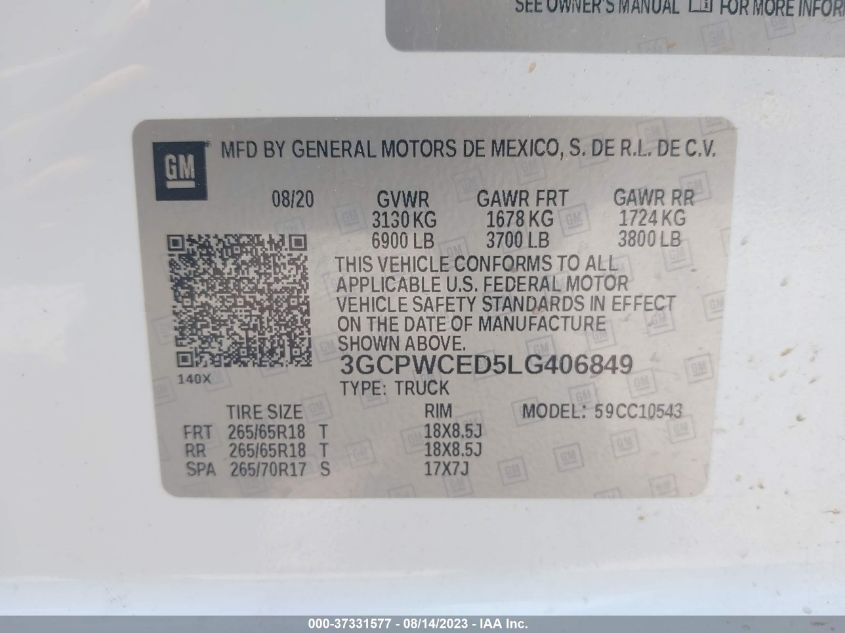 SEE OWNER'S MANUAL FOR MORE INFOR
GM MFD BY GENERAL MOTORS DE MEXICO, S. DE R.L. DE C.V.
08/20 GVWR GAWR FRT GAWR RR
3130 KG 1678 KG 1724 KG
6900 LB 3700 LB 3800 LB
THIS VEHICLE CONFORMS TO ALL
APPLICABLE U.S. FEDERAL MOTOR
VEHICLE SAFETY STANDARDS IN EFFECT
ON THE DATE OF MANUFACTURE
SHOWN ABOVE.
3GCPWCED5LG406849
140X
TYPE: TRUCK
TIRE SIZE RIM MODEL: 59CC10543
FRT 265/65R18 T 18X8.5J
RR 265/65R18 T 18X8.5J
SPA 265/70R17 S 17X7J
000-37331577 - 08/14/2023 - IAA Inc.